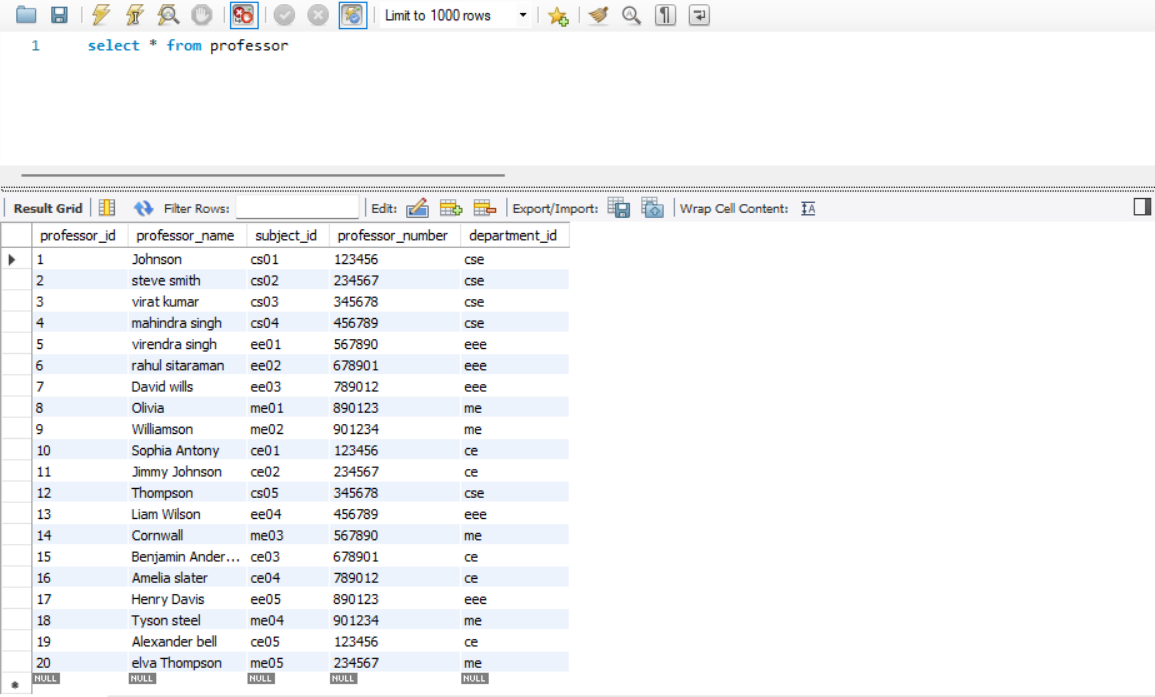 Limit to 1000 rows
1 select * from professor
Result Grid Filter Rows: Edit: Export/Import: Wrap Cell Content:
professor_id professor_name subject_id professor_number department_id
1 Johnson cs01 123456 cse
2 steve smith cs02 234567 cse
3 virat kumar cs03 345678 cse
4 mahindra singh cs04 456789 cse
5 virendra singh ee01 567890 eee
6 rahul sitaraman ee02 678901 eee
7 David wills ee03 789012 eee
8 Olivia me01 890123 me
9 Williamson me02 901234 me
10 Sophia Antony ce01 123456 ce
11 Jimmy Johnson ce02 234567 ce
12 Thompson cs05 345678 cse
13 Liam Wilson ee04 456789 eee
14 Cornwall me03 567890 me
15 Benjamin Ander... ce03 678901 ce
16 Amelia slater ce04 789012 ce
17 Henry Davis ee05 890123 eee
18 Tyson steel me04 901234 me
19 Alexander bell ce05 123456 ce
20 elva Thompson me05 234567 me
NULL NULL NULL NULL NULL